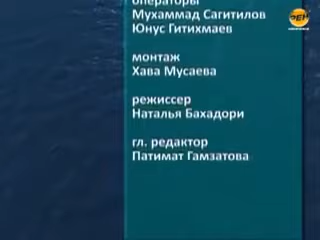 операторы
Мухаммад Сагитилов
Юнус Гитихмаев
монтаж
Хава Мусаева
режиссер
Наталья Бахадори
гл. редактор
Патимат Гамзатова